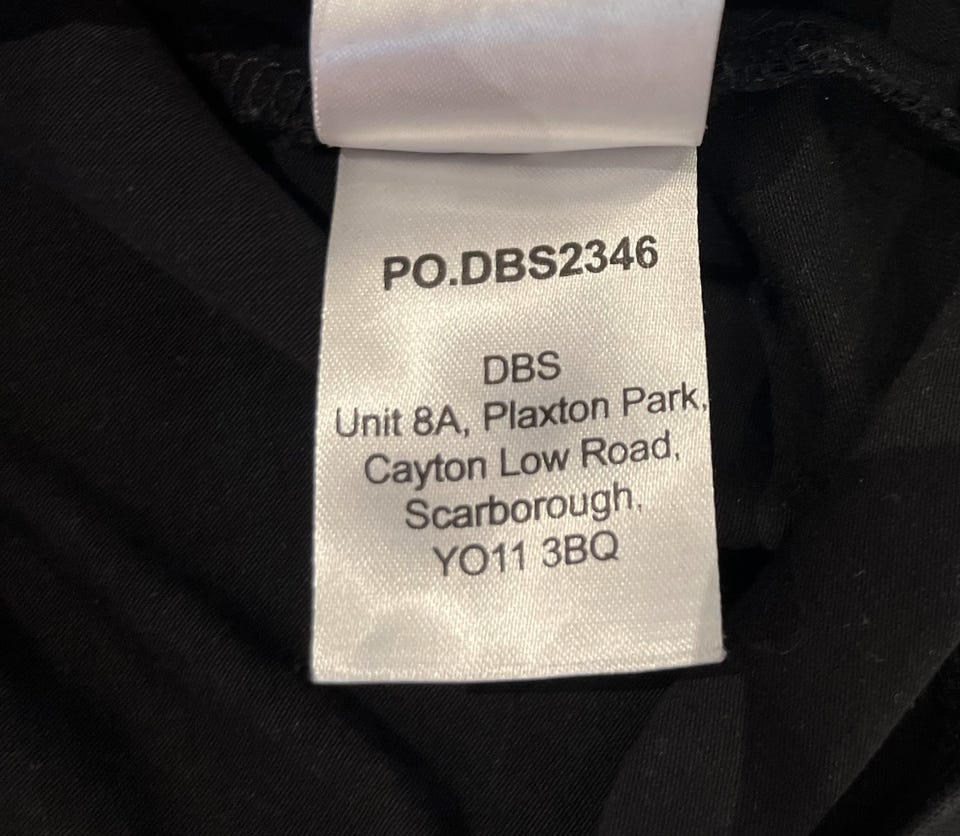 PO.DBS2346
DBS
Unit 8A, Plaxton Park,
Cayton Low Road,
Scarborough,
YO11 3BQ